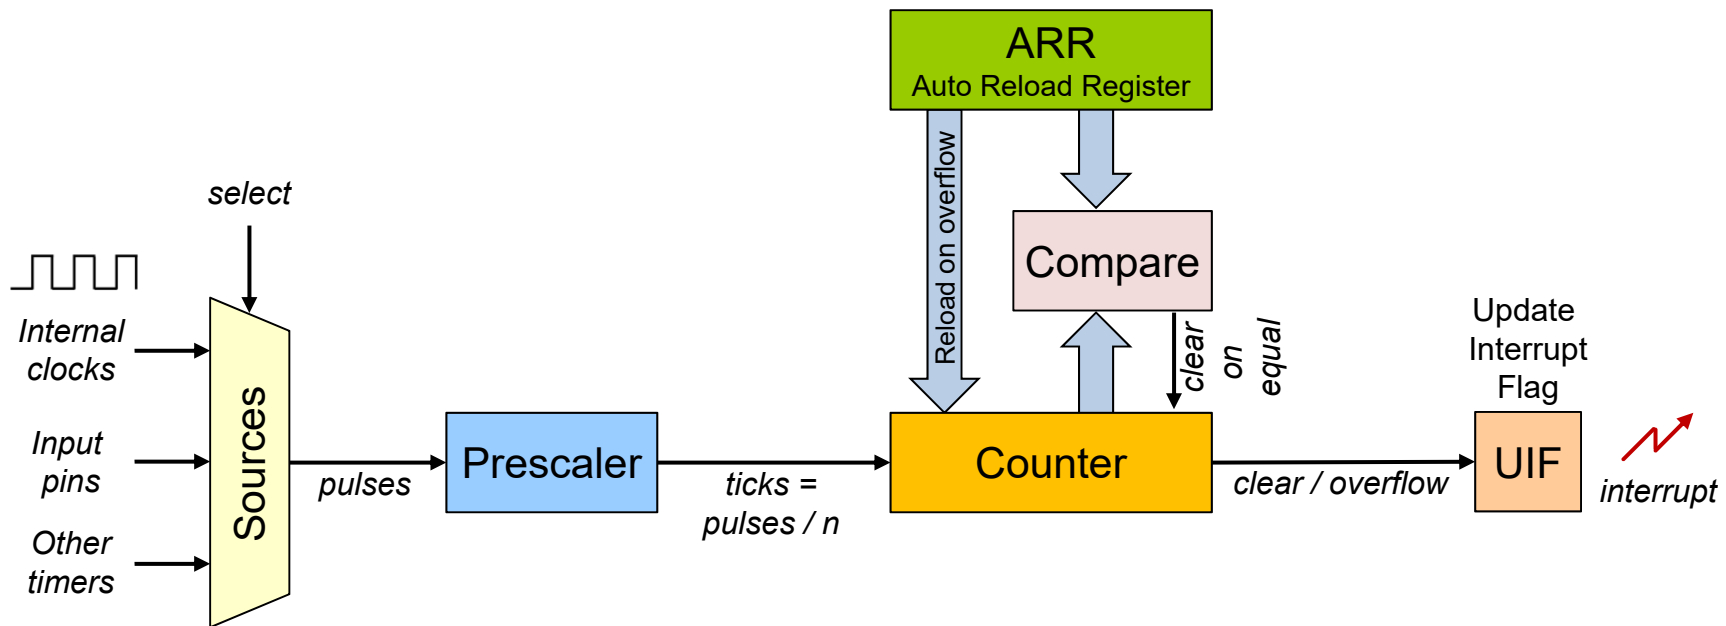 ARR
Auto Reload Register
Reload on overflow
select
Compare
clear
on
equal
Internal
clocks
Input
pins
Other
timers
Sources
pulses
Prescaler
ticks =
pulses / n
Counter
clear / overflow
Update
Interrupt
Flag
UIF
interrupt